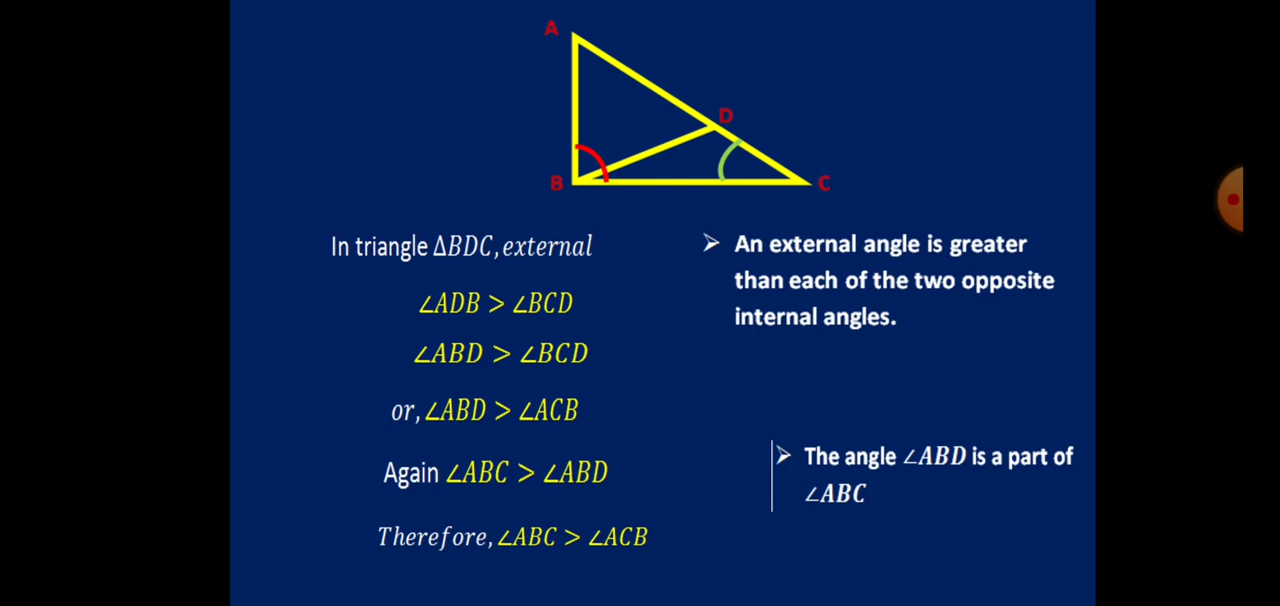 A
D
B
C
In triangle ΔBDC, external
∠ADB > ∠BCD
∠ABD > ∠BCD
or, ∠ABD > ∠ACB
Again ∠ABC > ∠ABD
Therefore, ∠ABC > ∠ACB
➢ An external angle is greater
than each of the two opposite
internal angles.
➢ The angle ∠ABD is a part of
∠ABC